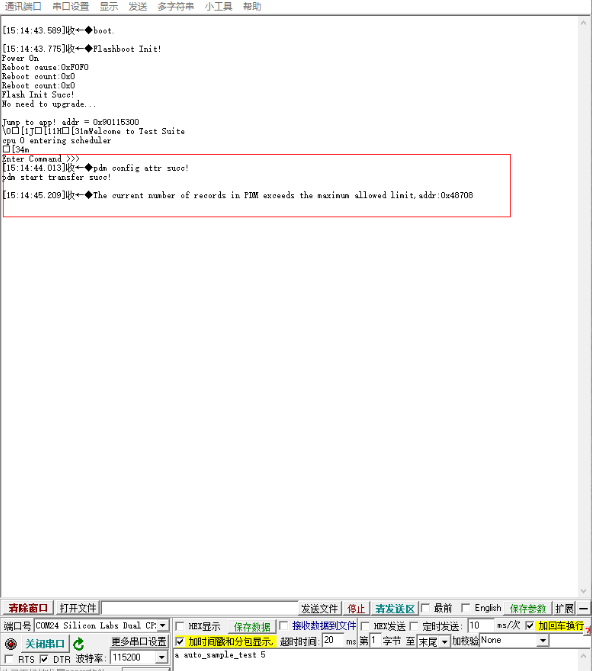 通讯端口 串口设置 显示 发送 多字符串 小工具 帮助
[15:14:43.589]收←◆boot.
[15:14:43.775]收←◆Flashboot Init!
Power On
Reboot cause:0xF0F0
Reboot count:0x0
Reboot count:0x0
Flash Init Succ!
No need to upgrade...
Jump to app! addr = 0x90115300
\0口[1J口[11H口[31mWelcome to Test Suite
cpu 0 entering scheduler
口[34m
Enter Command >>>
[15:14:44.013]收←◆pdm config attr succ!
pdm start transfer succ!
[15:14:45.209]收←◆The current number of records in PDM exceeds the maximum allowed limit,addr:0x48708
清除窗口 打开文件 发送文件 停止 清发送区 最前 English 保存参数 扩展 —
端口号 COM24 Silicon Labs Dual CP HEX显示 保存数据 接收数据到文件 HEX发送 定时发送: 10 ms/次 加回车换行
关闭串口 更多串口设置 加时间戳和分包显示, 超时时间: 20 ms 第1 字节 至 末尾 加校验 None
RTS DTR 波特率: 115200 a auto_sample_test 5